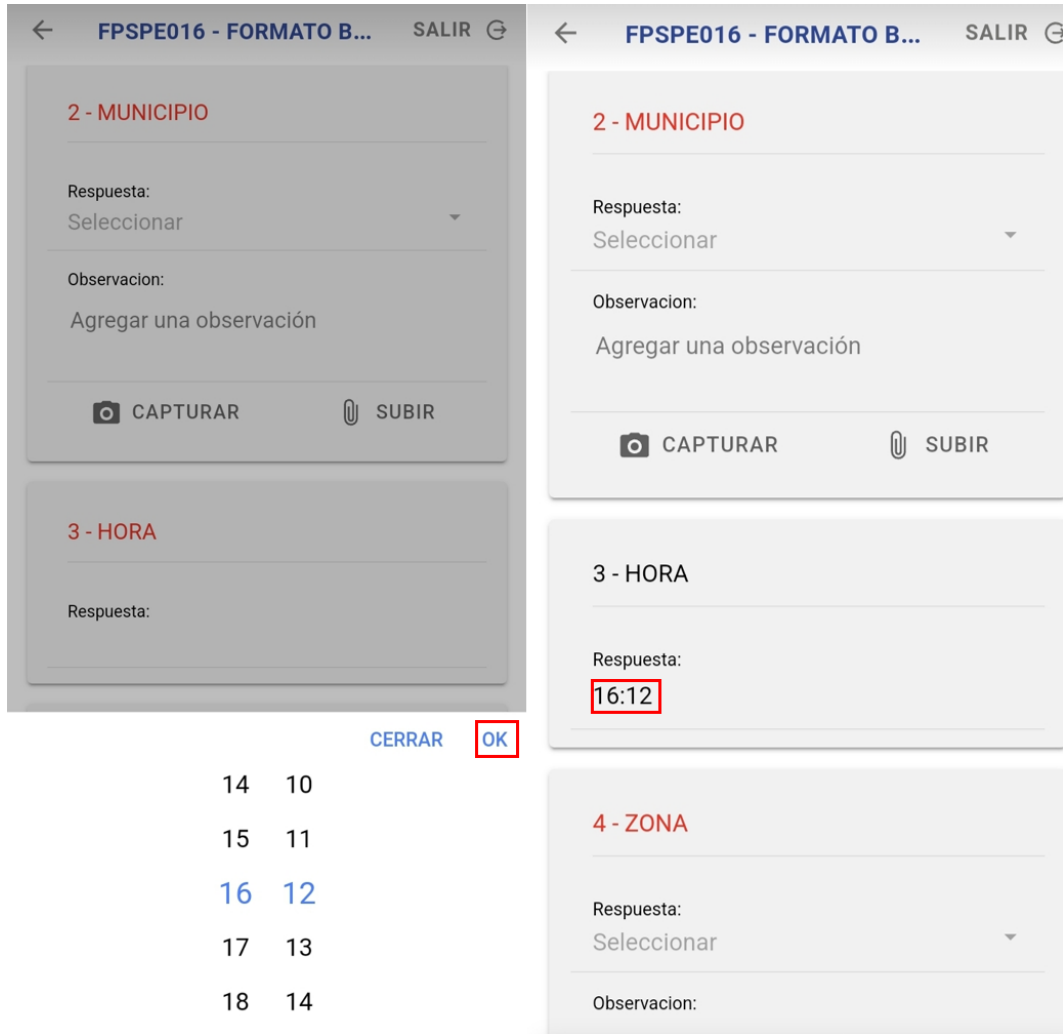 FPSPE016 - FORMATO B... SALIR
2 - MUNICIPIO
Respuesta:
Seleccionar
Observacion:
Agregar una observación
CAPTURAR SUBIR
3 - HORA
Respuesta:
CERRAR OK
14 10
15 11
16 12
17 13
18 14
FPSPE016 - FORMATO B... SALIR
2 - MUNICIPIO
Respuesta:
Seleccionar
Observacion:
Agregar una observación
CAPTURAR SUBIR
3 - HORA
Respuesta:
16:12
4 - ZONA
Respuesta:
Seleccionar
Observacion: